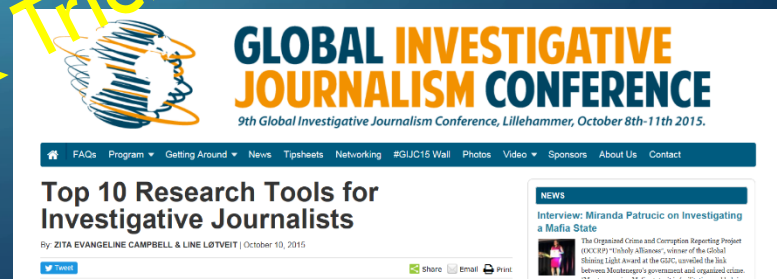 GLOBAL INVESTIGATIVE
JOURNALISM CONFERENCE
9th Global Investigative Journalism Conference, Lillehammer, October 8th-11th 2015.
FAQs Program Getting Around News Tipsheets Networking #GIJC15 Wall Photos Video Sponsors About Us Contact
Top 10 Research Tools for
Investigative Journalists
By: ZITA EVANGELINE CAMPBELL & LINE LØTVEIT | October 10, 2015
Tweet
Share Email Print
NEWS
Interview: Miranda Patrucic on Investigating
a Mafia State
The Organized Crime and Corruption Reporting Project
(OCCRP) "Unholy Alliances", winner of the Global
Shining Light Award at the GIJC, unveiled the link
between Montenegro's government and organized crime.